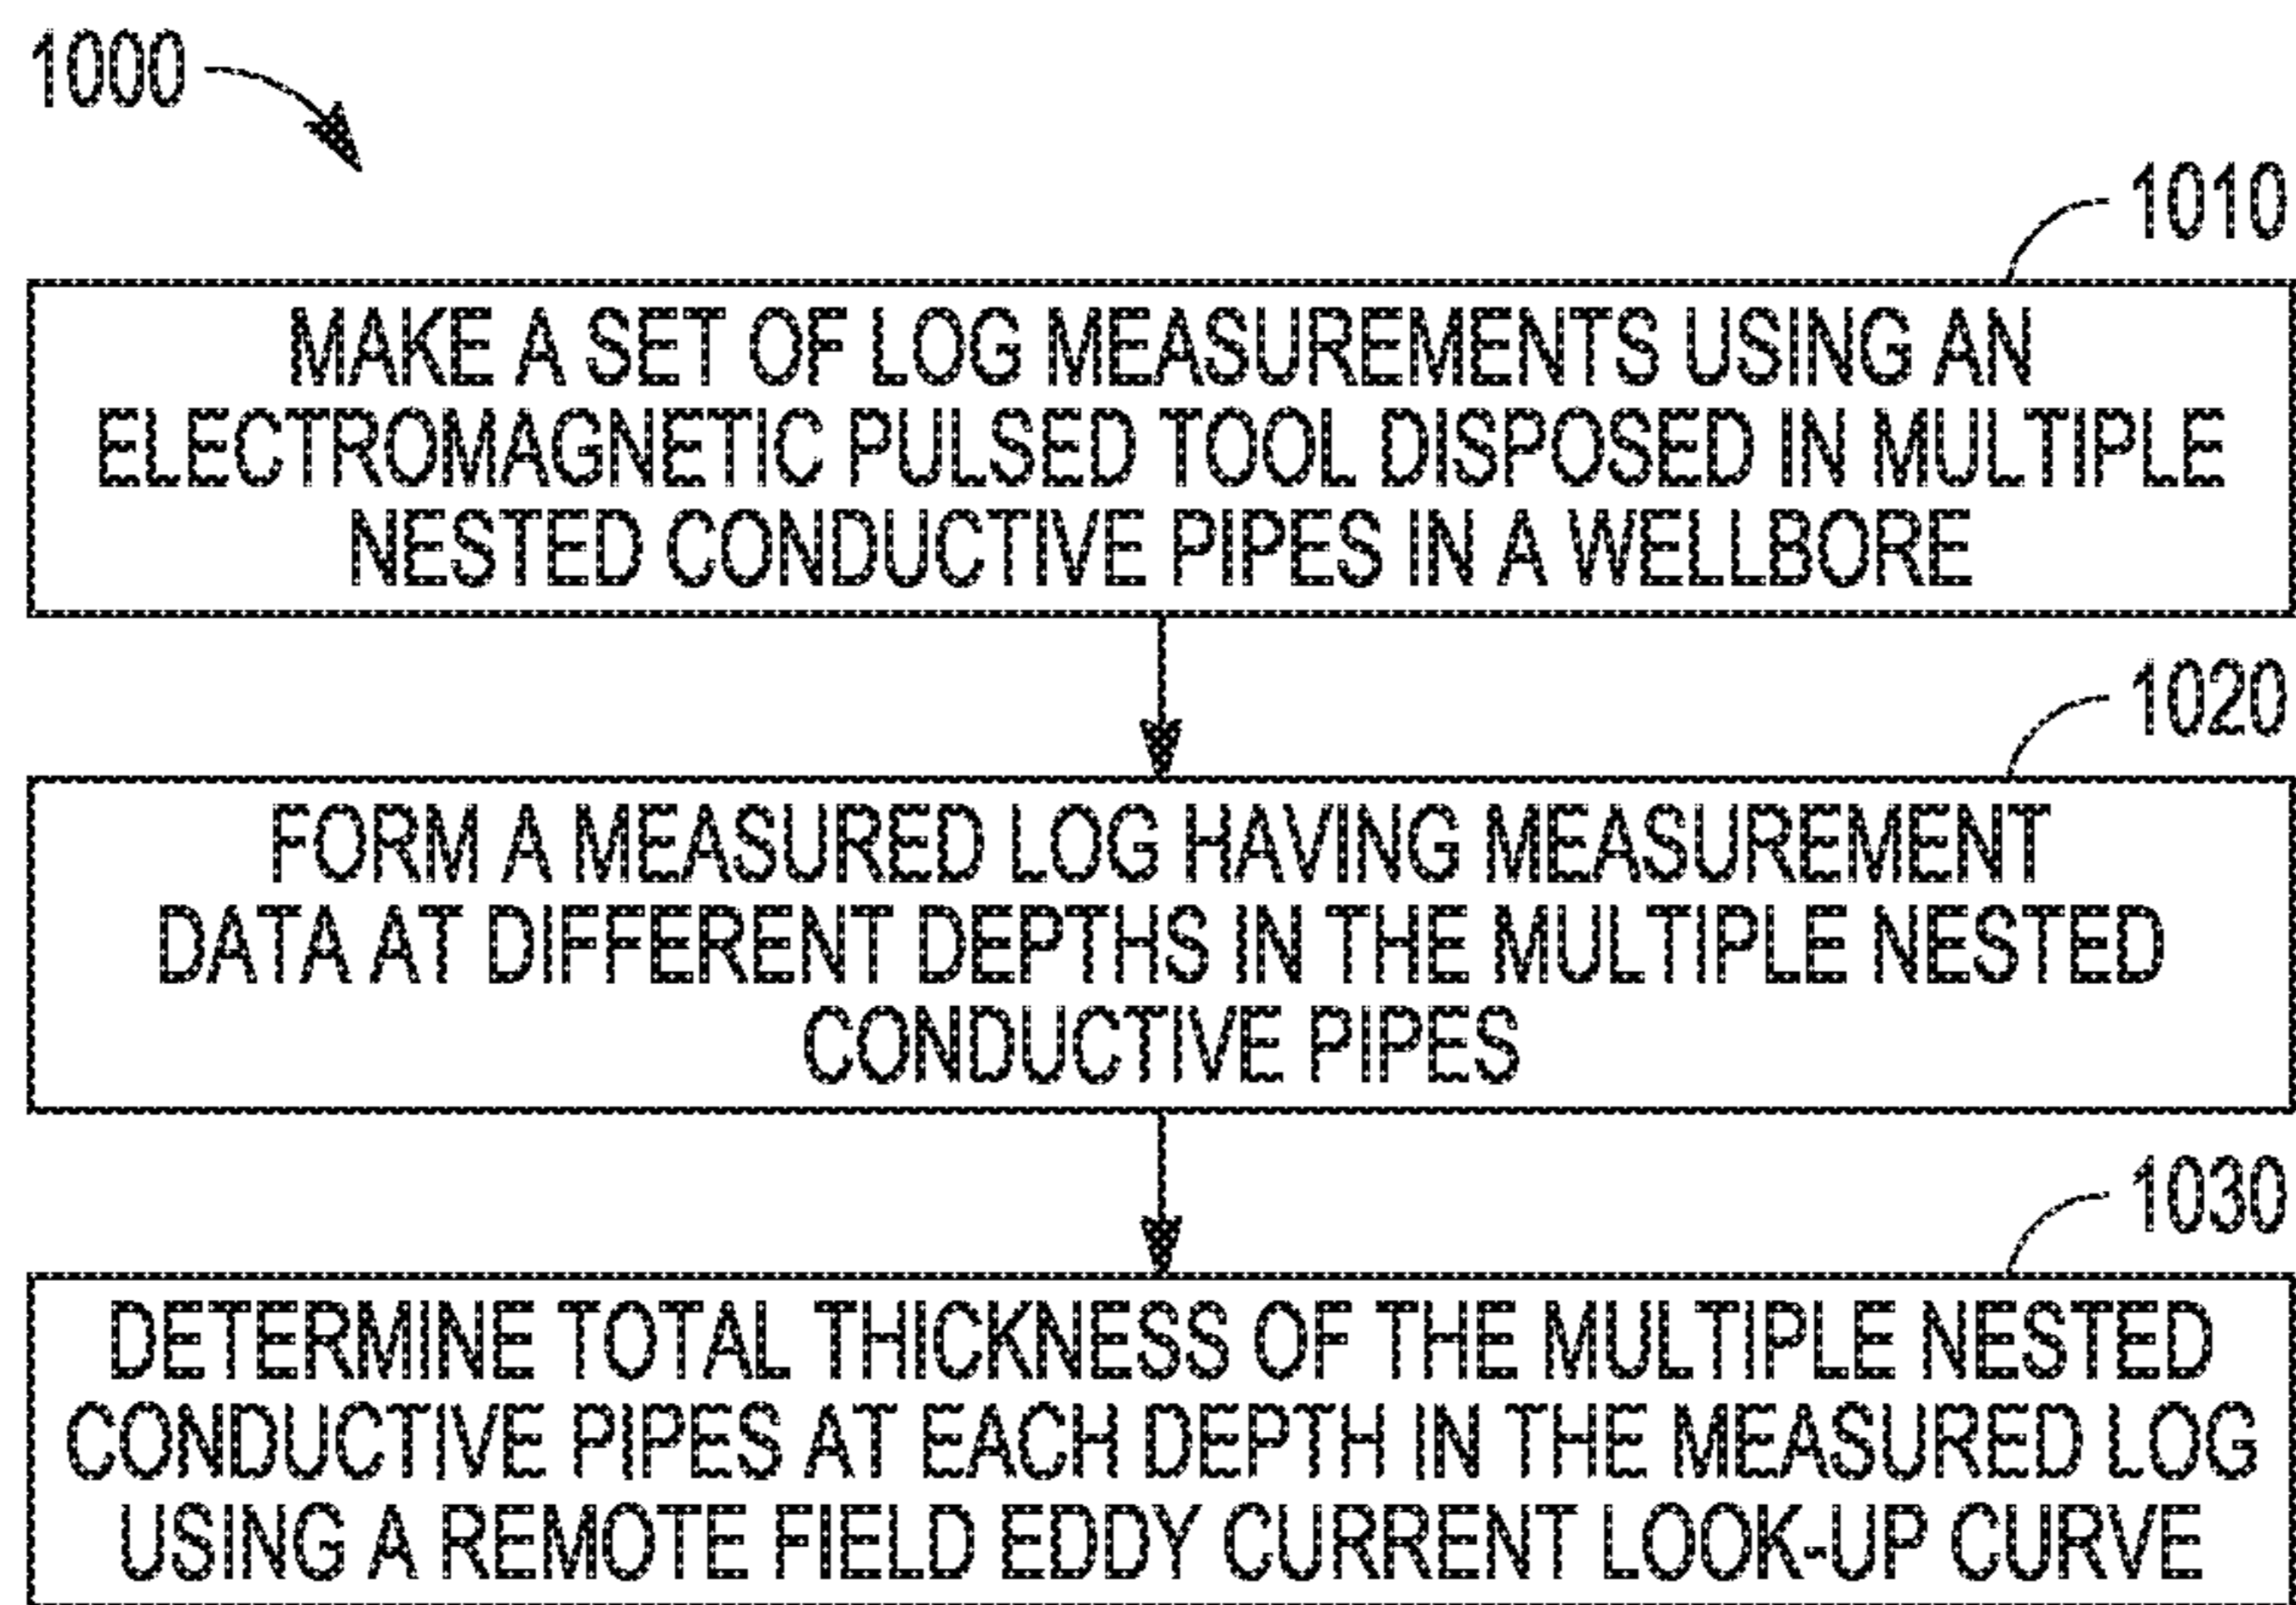 1000
1010
MAKE A SET OF LOG MEASUREMENTS USING AN
ELECTROMAGNETIC PULSED TOOL DISPOSED IN MULTIPLE
NESTED CONDUCTIVE PIPES IN A WELLBORE
1020
FORM A MEASURED LOG HAVING MEASUREMENT
DATA AT DIFFERENT DEPTHS IN THE MULTIPLE NESTED
CONDUCTIVE PIPES
1030
DETERMINE TOTAL THICKNESS OF THE MULTIPLE NESTED
CONDUCTIVE PIPES AT EACH DEPTH IN THE MEASURED LOG
USING A REMOTE FIELD EDDY CURRENT LOOK-UP CURVE